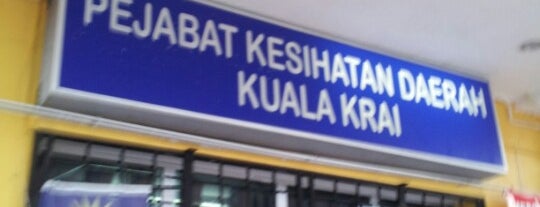 PEJABAT KESIHATAN DAERAH
KUALA KRAI